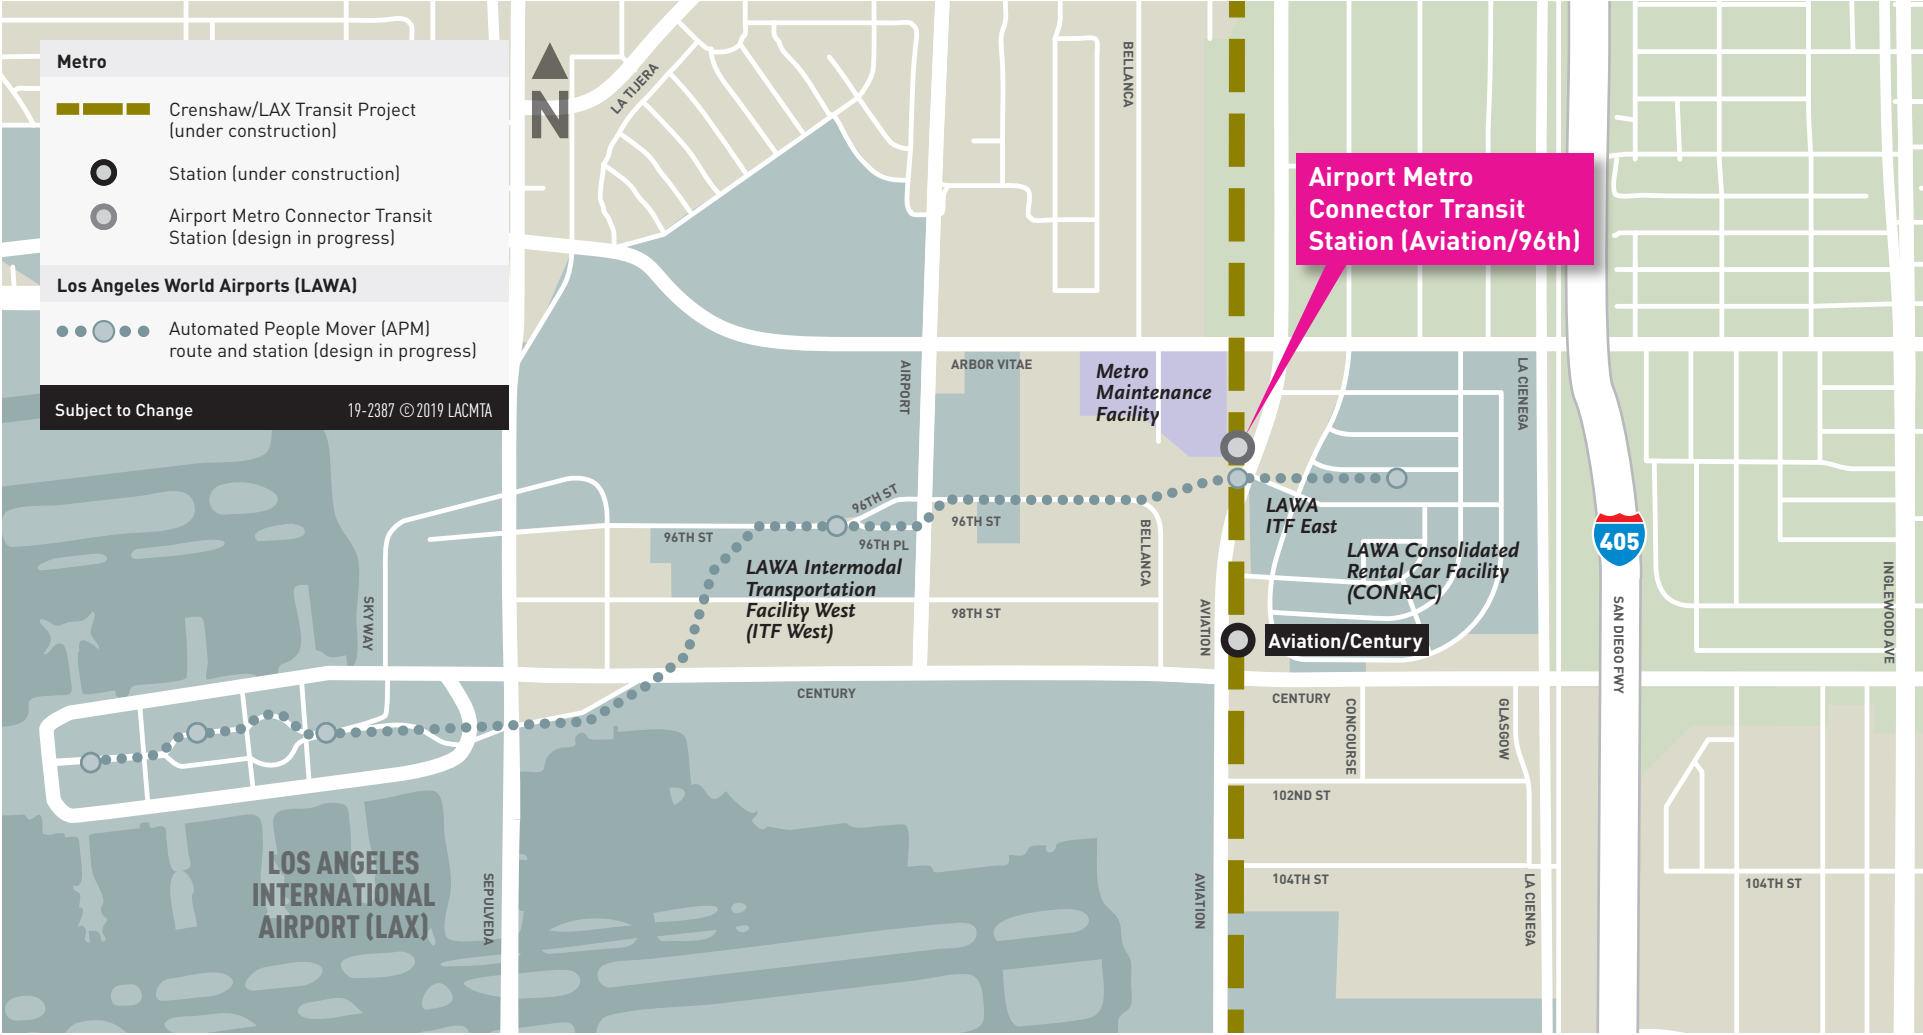 Metro
Crenshaw/LAX Transit Project
(under construction)
Station (under construction)
Airport Metro Connector Transit
Station (design in progress)
Los Angeles World Airports (LAWA)
Automated People Mover (APM)
route and station (design in progress)
Subject to Change
19-2387 © 2019 LACMTA
N
LA TIJERA
BELLANCA
Airport Metro
Connector Transit
Station (Aviation/96th)
AIRPORT
ARBOR VITAE
Metro
Maintenance
Facility
LA CIENEGA
96TH ST
96TH ST
96TH ST
96TH PL
BELLANCA
LAWA
ITF East
LAWA Consolidated
Rental Car Facility
(CONRAC)
405
LAWA Intermodal
Transportation
Facility West
(ITF West)
SKY WAY
98TH ST
AVIATION
Aviation/Century
SAN DIEGO FWY
INGLEWOOD AVE
CENTURY
CENTURY
CONCOURSE
GLASGOW
102ND ST
LOS ANGELES
INTERNATIONAL
AIRPORT (LAX)
SEPULVEDA
AVIATION
104TH ST
LA CIENEGA
104TH ST